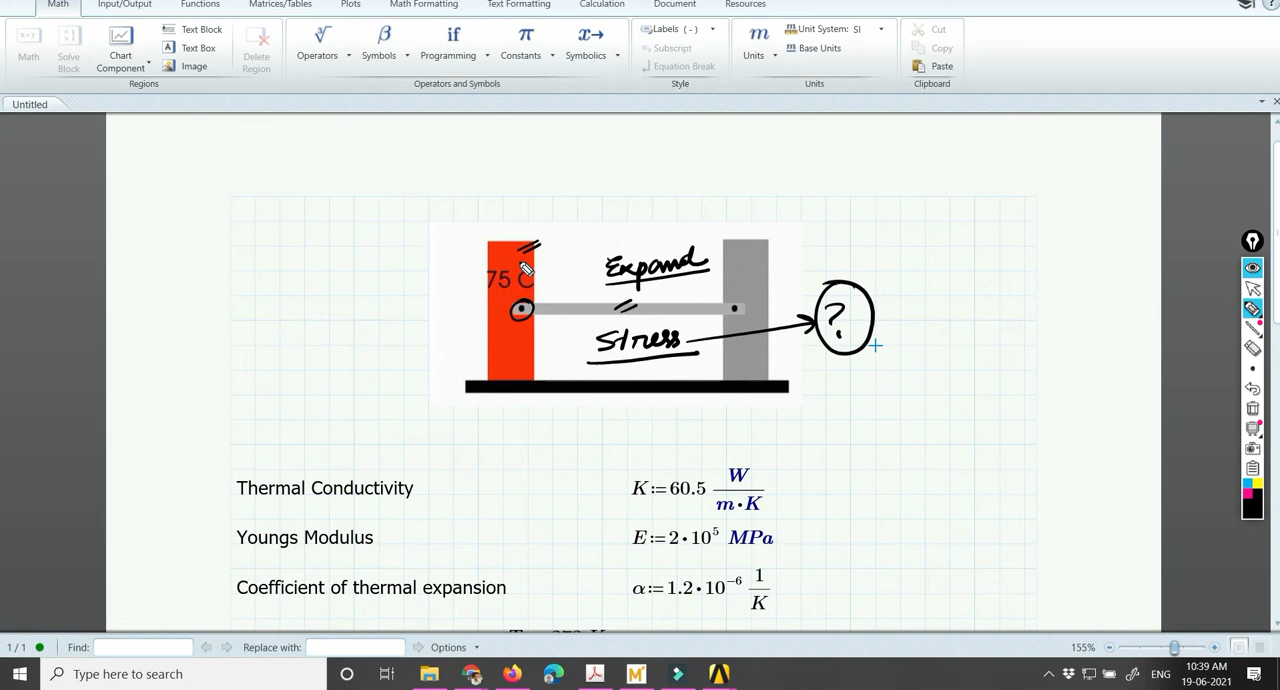 Math Input/Output Functions Matrices/Tables Plots Math Formatting Text Formatting Calculation Document Resources
Math
Solve Block
Chart Component
Text Block
Text Box
Image
Delete Region
Operators
Symbols
if
Programming
π
Constants
Symbolics
Labels ( - )
Subscript
Equation Break
m
Units
Unit System: SI
Base Units
Cut
Copy
Paste
Regions Operators and Symbols Style Units Clipboard
Untitled
75 C
Expand
Stress
?
Thermal Conductivity K:=60.5 W/m•K
Youngs Modulus E:=2•10⁵ MPa
Coefficient of thermal expansion α:=1.2•10⁻⁶ 1/K
1 / 1 Find: Replace with: Options 155%
Type here to search
ENG
10:39 AM
19-06-2021